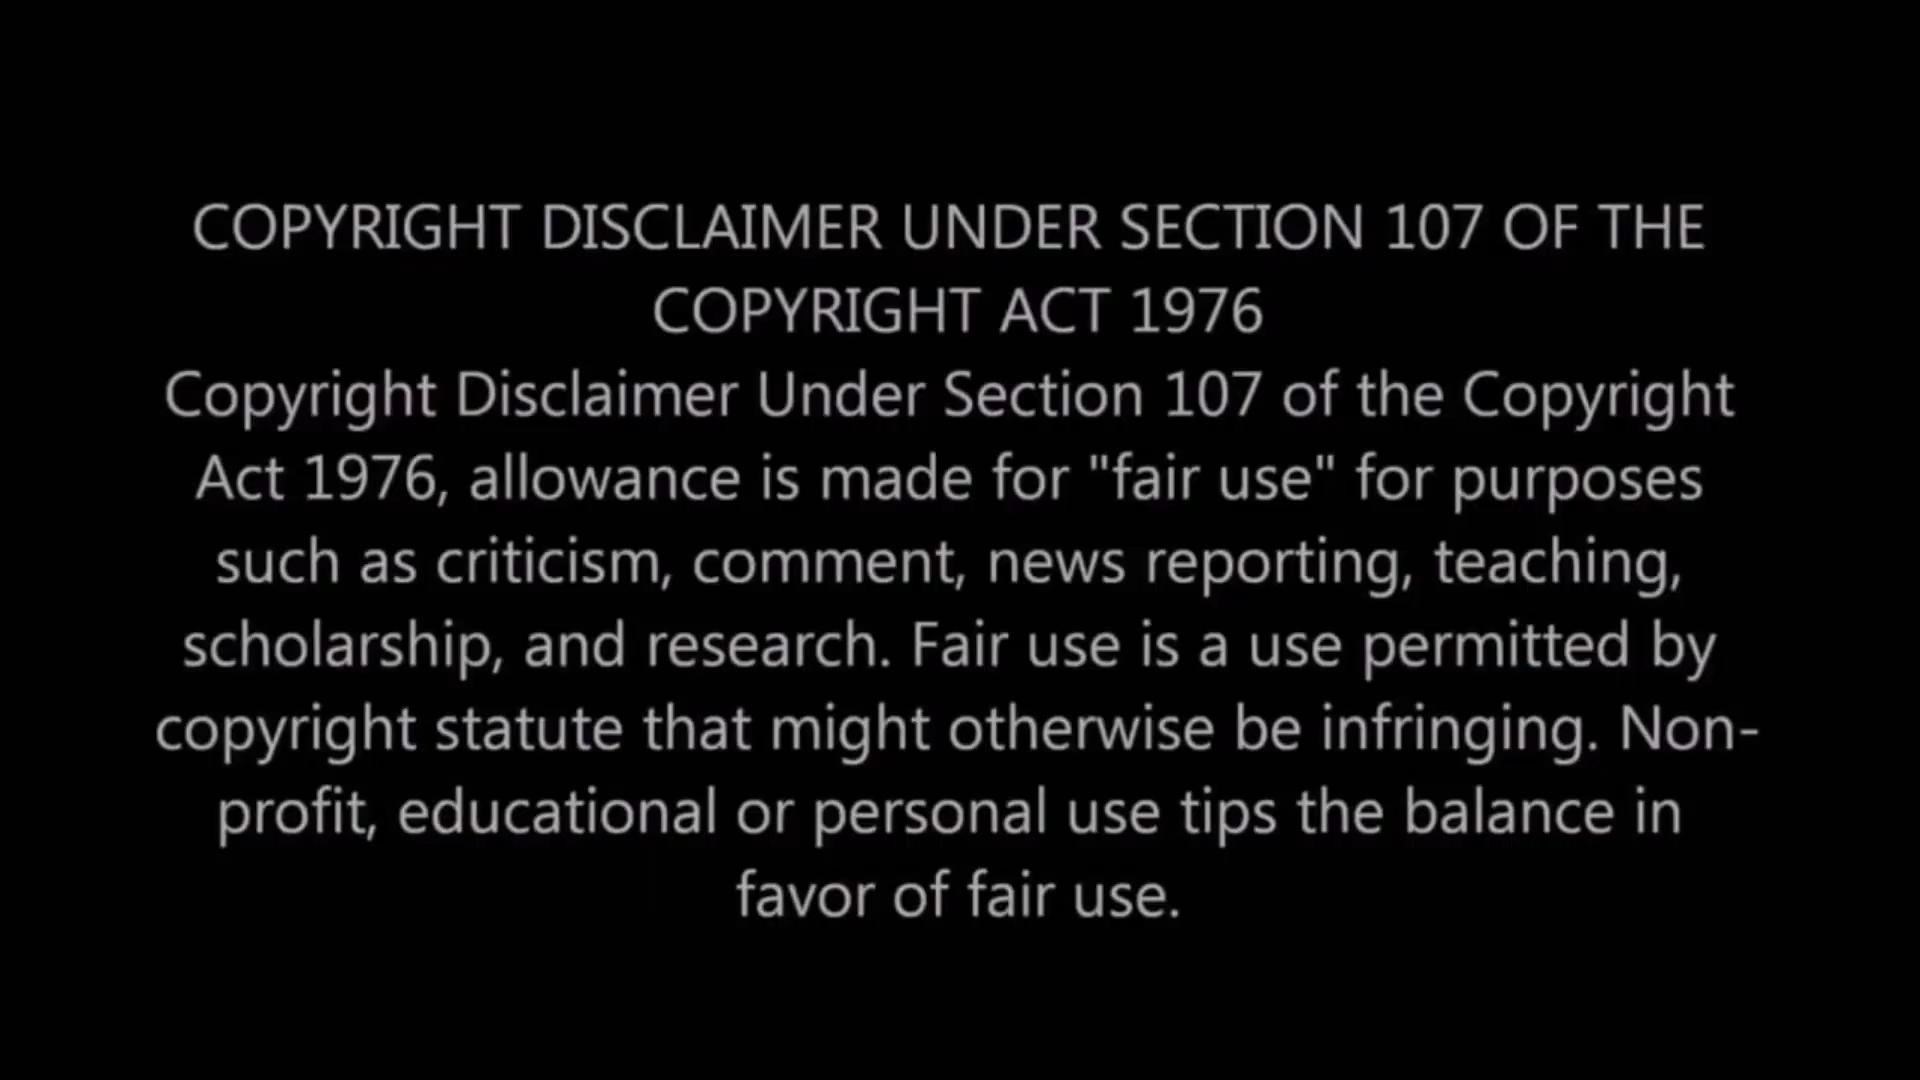 COPYRIGHT DISCLAIMER UNDER SECTION 107 OF THE
COPYRIGHT ACT 1976
Copyright Disclaimer Under Section 107 of the Copyright
Act 1976, allowance is made for "fair use" for purposes
such as criticism, comment, news reporting, teaching,
scholarship, and research. Fair use is a use permitted by
copyright statute that might otherwise be infringing. Non-
profit, educational or personal use tips the balance in
favor of fair use.